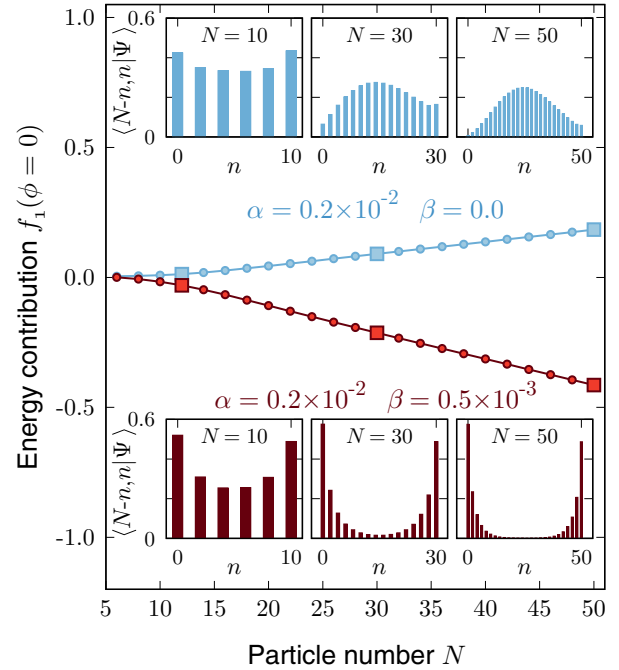 Energy contribution f₁(ϕ = 0)
1.0
0.5
0.0
-0.5
-1.0
⟨N-n,n|Ψ⟩
0.6
0
N = 10
0 10
n
N = 30
0 30
n
N = 50
0 50
n
α = 0.2×10⁻² β = 0.0
α = 0.2×10⁻² β = 0.5×10⁻³
⟨N-n,n|Ψ⟩
0.6
0
N = 10
0 10
n
N = 30
0 30
n
N = 50
0 50
n
5 10 15 20 25 30 35 40 45 50
Particle number N